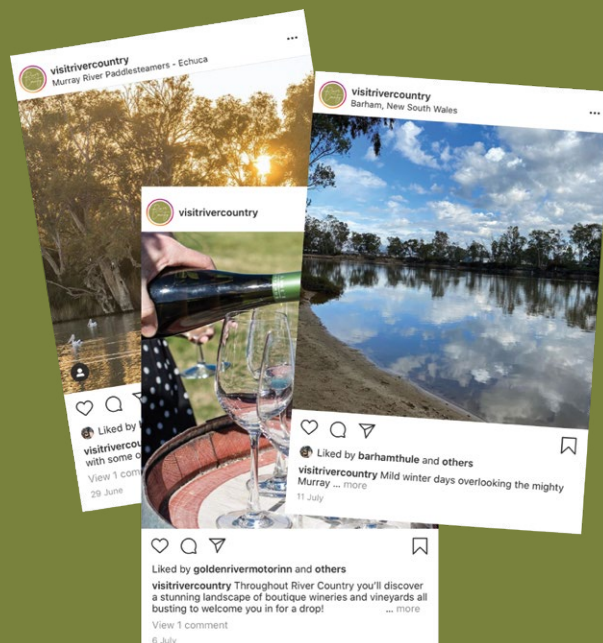 visitrivercountry
Murray River Paddlesteamers - Echuca
Liked by
visitrivercou
with some o
View 1 comm
29 June
visitrivercountry
Barham, New South Wales
Liked by barhamthule and others
visitrivercountry Mild winter days overlooking the mighty
Murray ... more
11 July
visitrivercountry
Liked by goldenrivermotorinn and others
visitrivercountry Throughout River Country you'll discover
a stunning landscape of boutique wineries and vineyards all
busting to welcome you in for a drop! ... more
View 1 comment
6 July